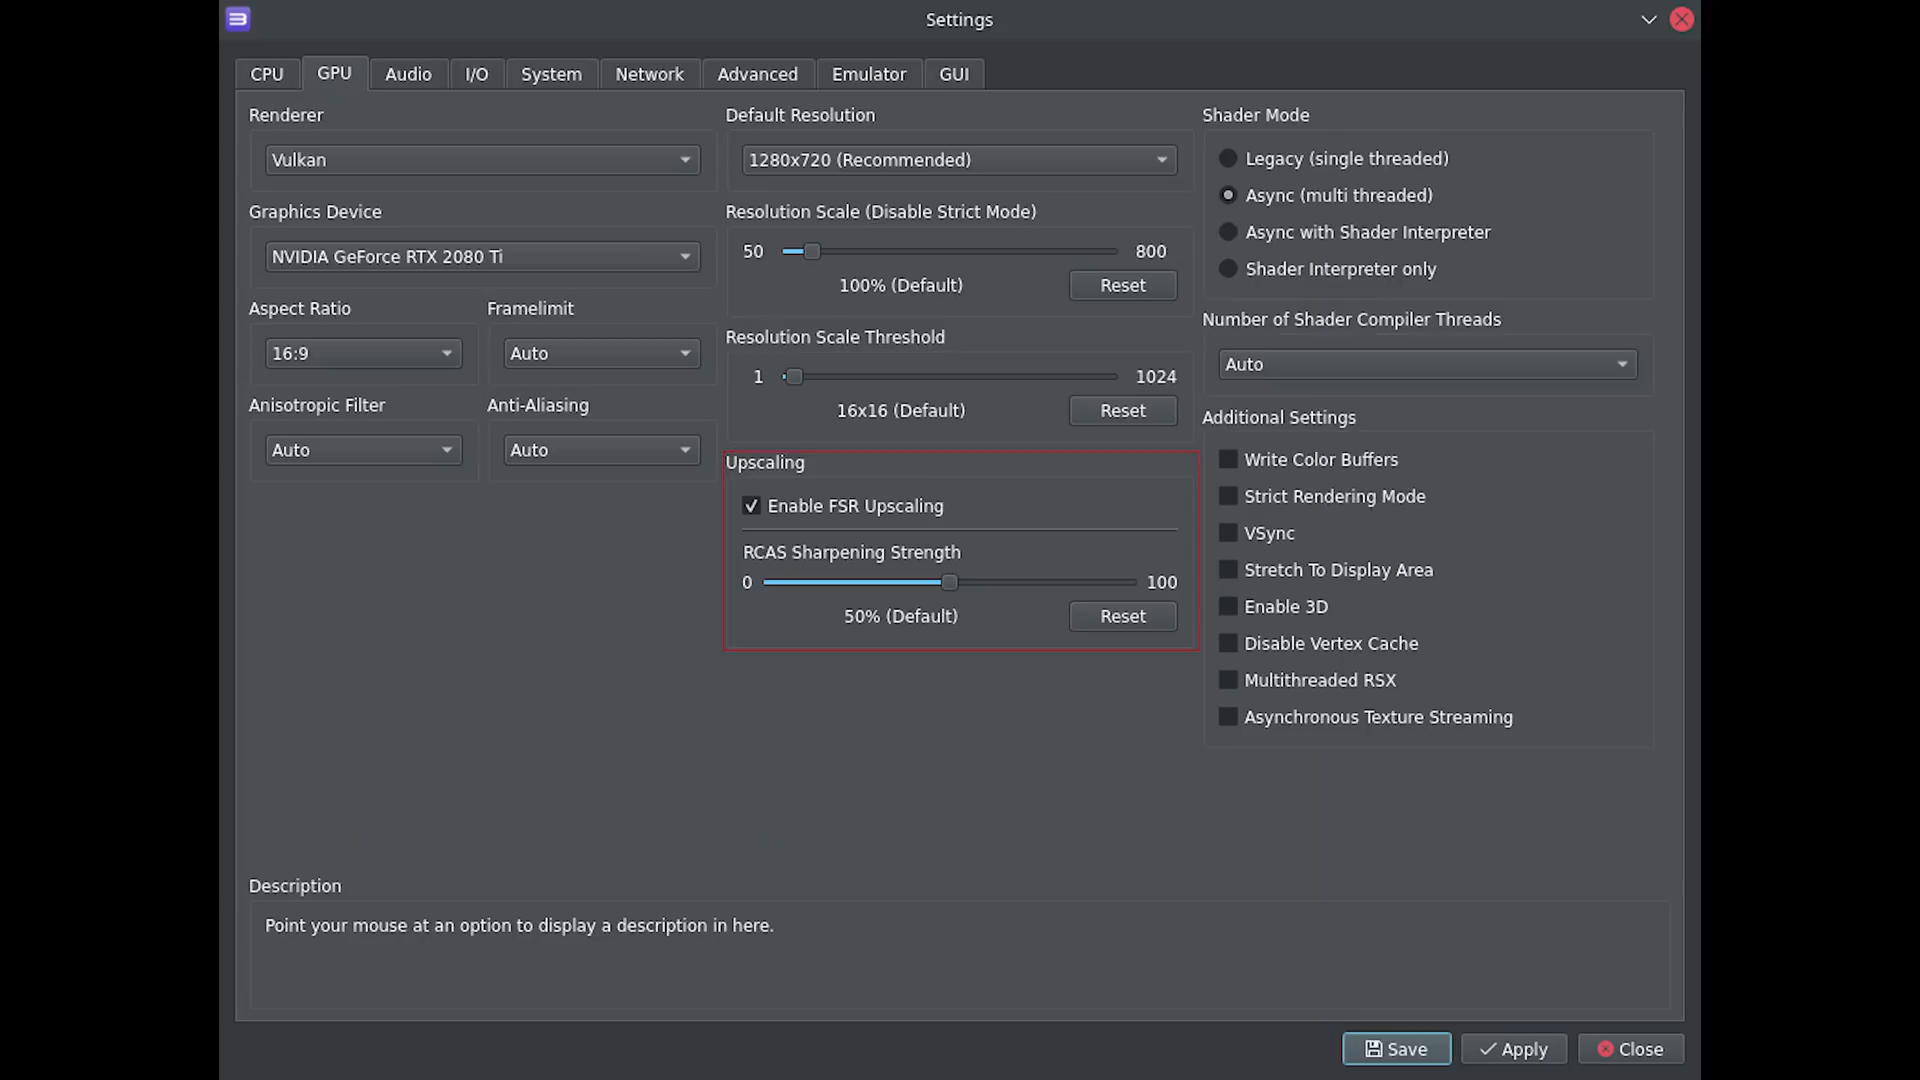 Settings
CPU GPU Audio I/O System Network Advanced Emulator GUI
Renderer
Vulkan
Graphics Device
NVIDIA GeForce RTX 2080 Ti
Aspect Ratio Framelimit
16:9 Auto
Anisotropic Filter Anti-Aliasing
Auto Auto
Default Resolution
1280x720 (Recommended)
Resolution Scale (Disable Strict Mode)
50 800
100% (Default) Reset
Resolution Scale Threshold
1 1024
16x16 (Default) Reset
Upscaling
Enable FSR Upscaling
RCAS Sharpening Strength
0 100
50% (Default) Reset
Shader Mode
Legacy (single threaded)
Async (multi threaded)
Async with Shader Interpreter
Shader Interpreter only
Number of Shader Compiler Threads
Auto
Additional Settings
Write Color Buffers
Strict Rendering Mode
VSync
Stretch To Display Area
Enable 3D
Disable Vertex Cache
Multithreaded RSX
Asynchronous Texture Streaming
Description
Point your mouse at an option to display a description in here.
Save Apply Close